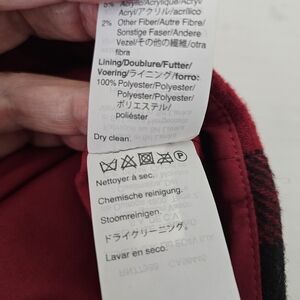 5% Acrylic/Acrylique/Acryl/
Acryl/アクリル/acrílico
2% Other Fiber/Autre Fibre/
Sonstige Faser/Andere
Vezel/その他の繊維/otra
fibra
Lining/Doublure/Futter/
Voering/ライニング/forro:
100% Polyester/Polyester/
Polyester/Polyester/
ポリエステル/
poliéster
Dry clean.
P
Nettoyer à sec.
Chemische reinigung.
Stoomreinigen.
ドライクリーニング。
Lavar en seco.